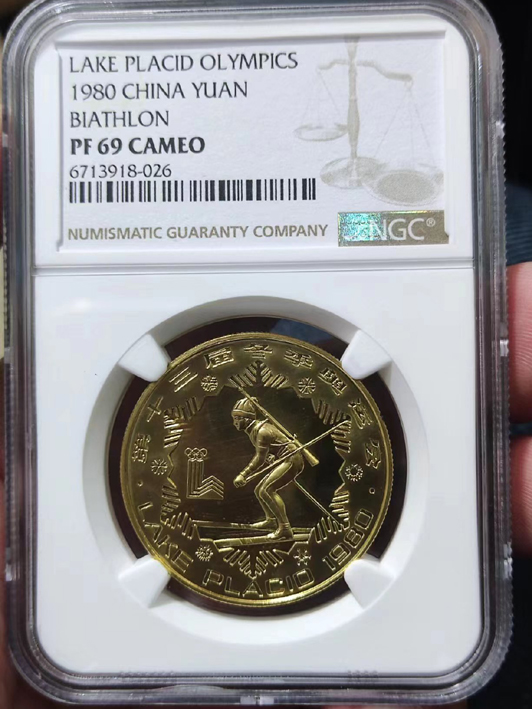 LAKE PLACID OLYMPICS
1980 CHINA YUAN
BIATHLON
PF 69 CAMEO
6713918-026
NUMISMATIC GUARANTY COMPANY
NGC®
第十三届冬季奥运会
· LAKE PLACID 1980 ·